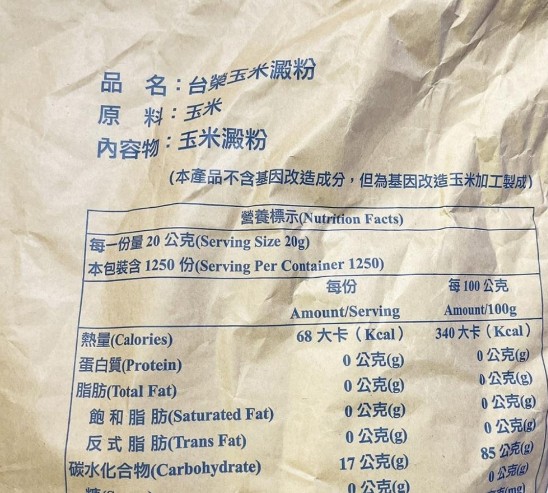 品 名：台榮玉米澱粉
原 料：玉米
內容物：玉米澱粉
(本產品不含基因改造成分，但為基因改造玉米加工製成)
營養標示(Nutrition Facts)
每一份量 20 公克(Serving Size 20g)
本包裝含 1250 份(Serving Per Container 1250)
每份 每 100 公克
Amount/Serving Amount/100g
熱量(Calories) 68 大卡（Kcal） 340 大卡（Kcal）
蛋白質(Protein) 0 公克(g) 0 公克(g)
脂肪(Total Fat) 0 公克(g) 0 公克(g)
飽 和 脂 肪(Saturated Fat) 0 公克(g) 0 公克(g)
反 式 脂 肪(Trans Fat) 0 公克(g) 0 公克(g)
碳水化合物(Carbohydrate) 17 公克(g) 85 公克(g)
糖 0 公克(g) 0 公克(g)
(mg)